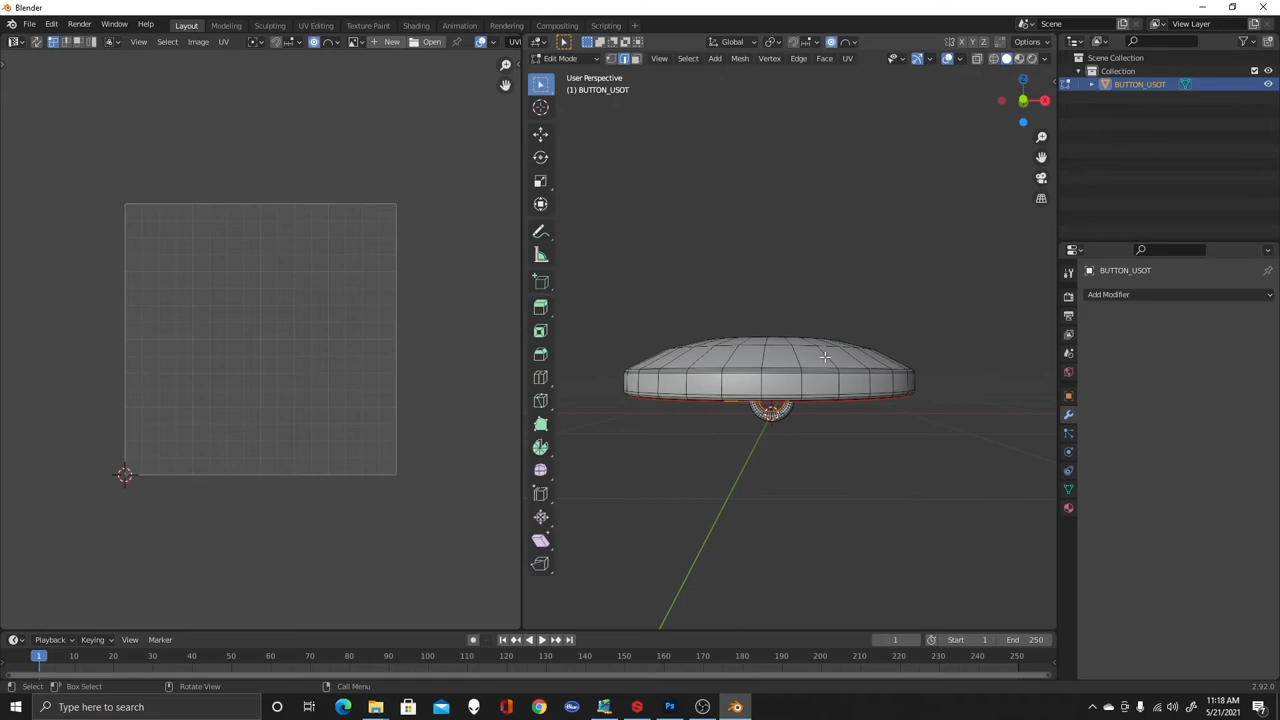 Blender
File Edit Render Window Help Layout Modeling Sculpting UV Editing Texture Paint Shading Animation Rendering Compositing Scripting + Scene View Layer
View Select Image UV New Open UV Global X Y Z Options
Edit Mode View Select Add Mesh Vertex Edge Face UV
User Perspective
(1) BUTTON_USOT
Z
X
Scene Collection
Collection
BUTTON_USOT
BUTTON_USOT
Add Modifier
Playback Keying View Marker 1 Start 1 End 250
1 10 20 30 40 50 60 70 80 90 100 110 120 130 140 150 160 170 180 190 200 210 220 230 240 250
Select Box Select Rotate View Call Menu 2.92.0
Type here to search
11:18 AM
5/21/2021